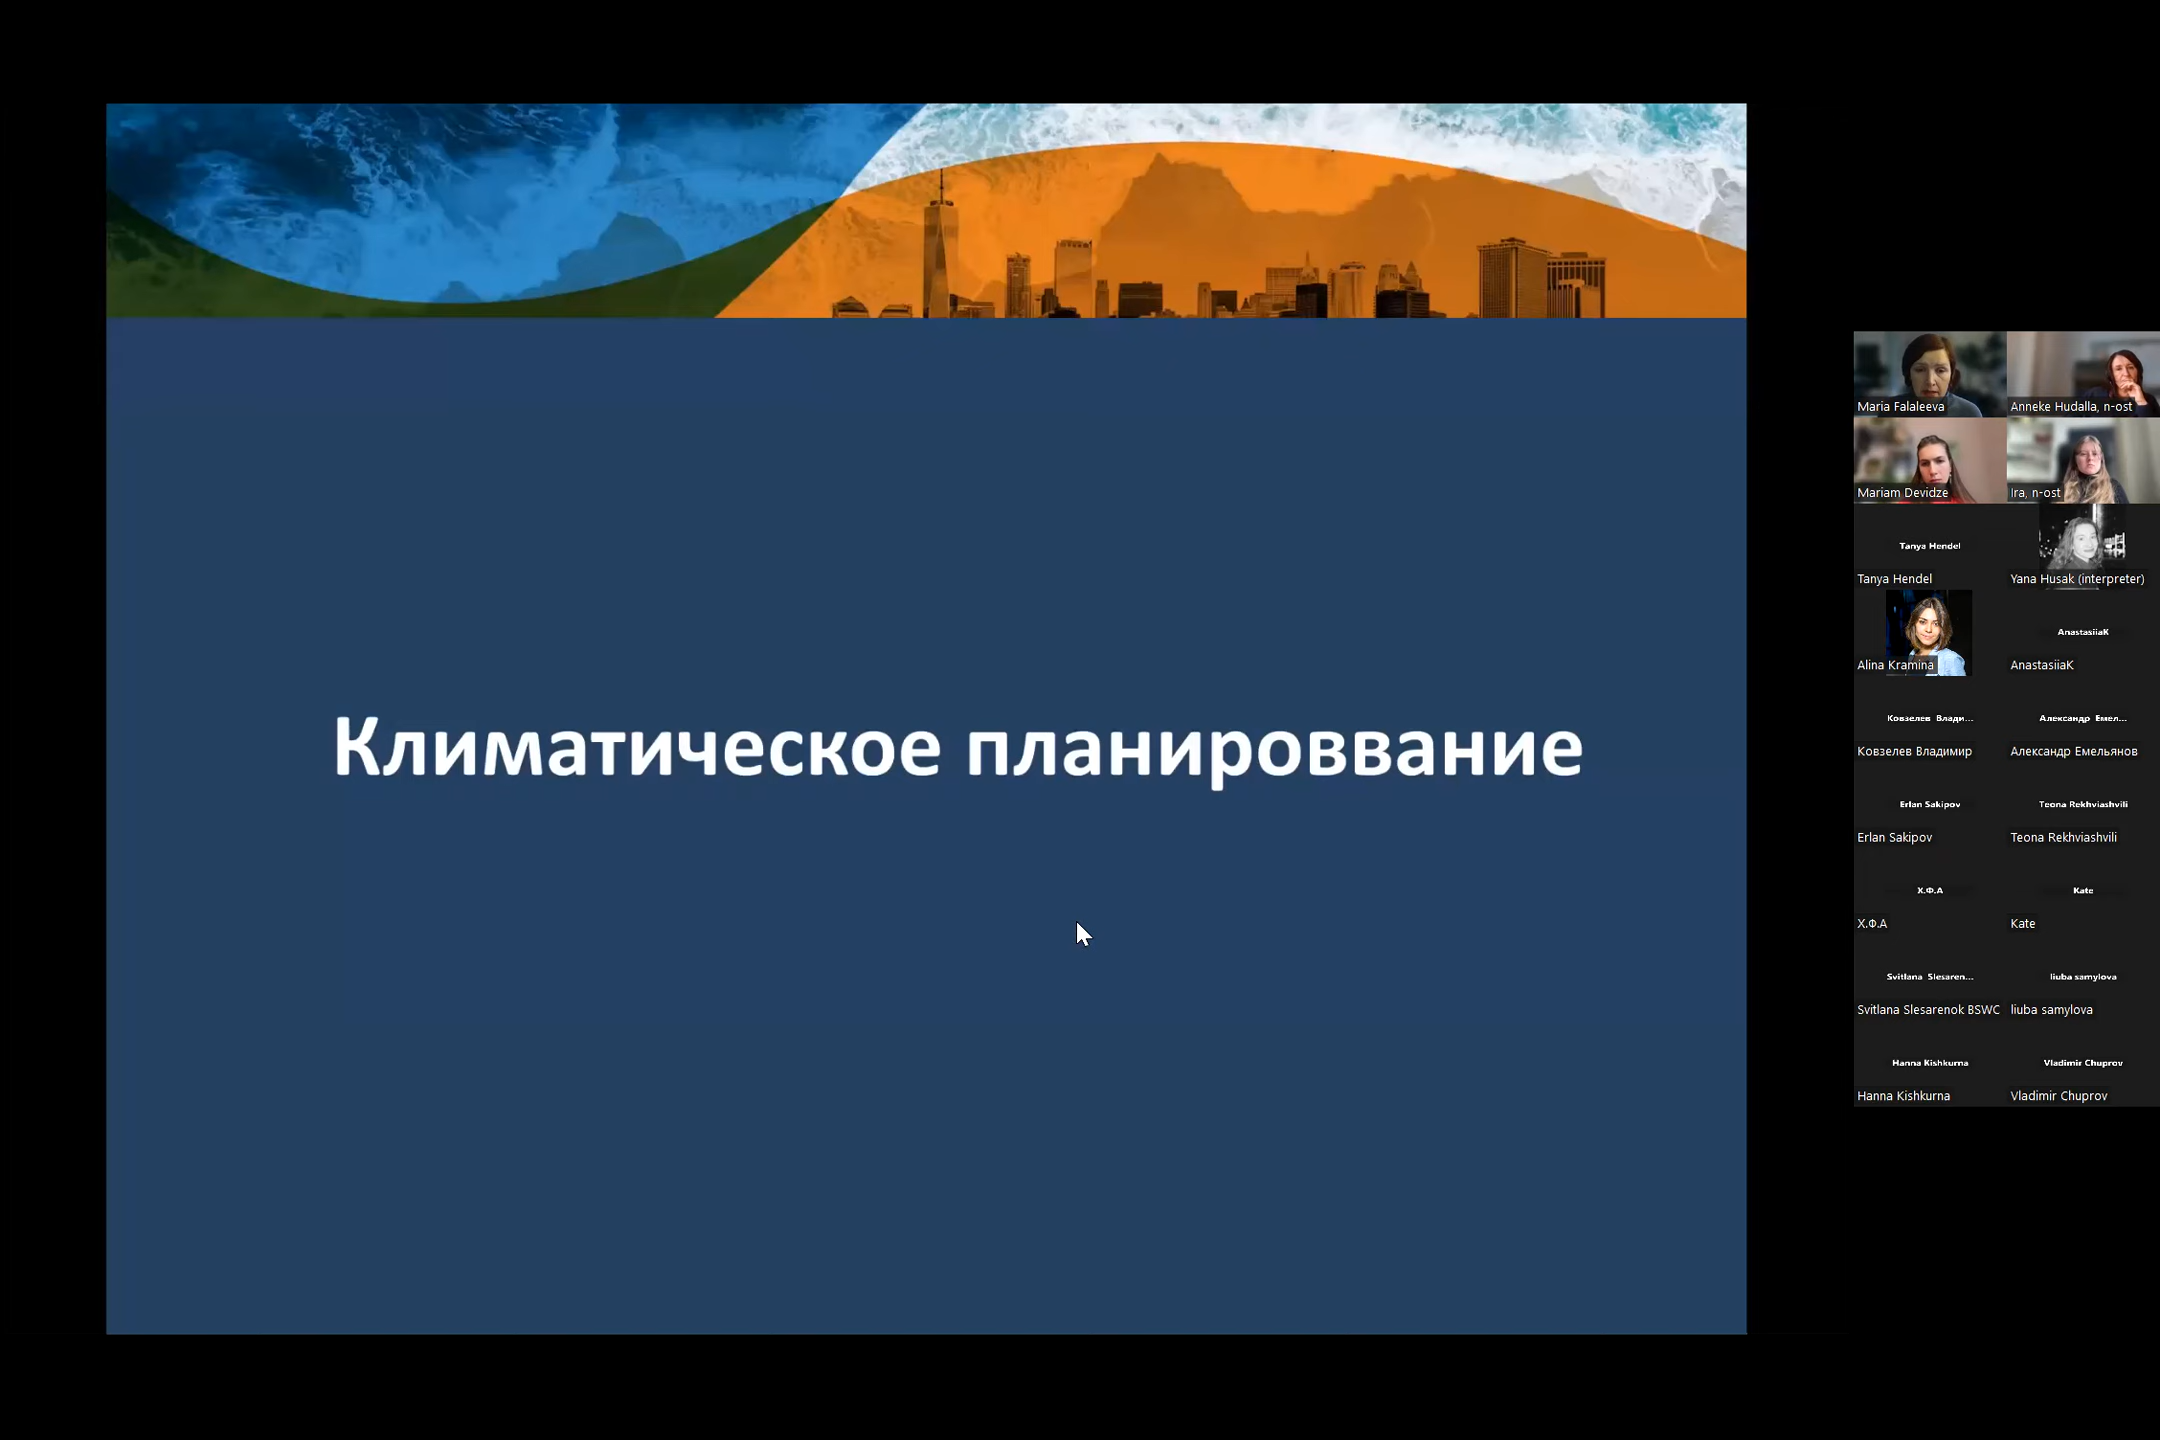 Климатическое планироввание
Maria Falaleeva
Anneke Hudalla, n-ost
Mariam Devidze
Ira, n-ost
Tanya Hendel
Tanya Hendel
Yana Husak (interpreter)
Alina Kramina
AnastasiiaK
AnastasiiaK
Ковзелев Влади...
Александр Емел...
Ковзелев Владимир
Александр Емельянов
Erlan Sakipov
Teona Rekhviashvili
Erlan Sakipov
Teona Rekhviashvili
Х.Ф.А
Kate
Х.Ф.А
Kate
Svitlana Slesaren...
liuba samylova
Svitlana Slesarenok BSWC
liuba samylova
Hanna Kishkurna
Vladimir Chuprov
Hanna Kishkurna
Vladimir Chuprov